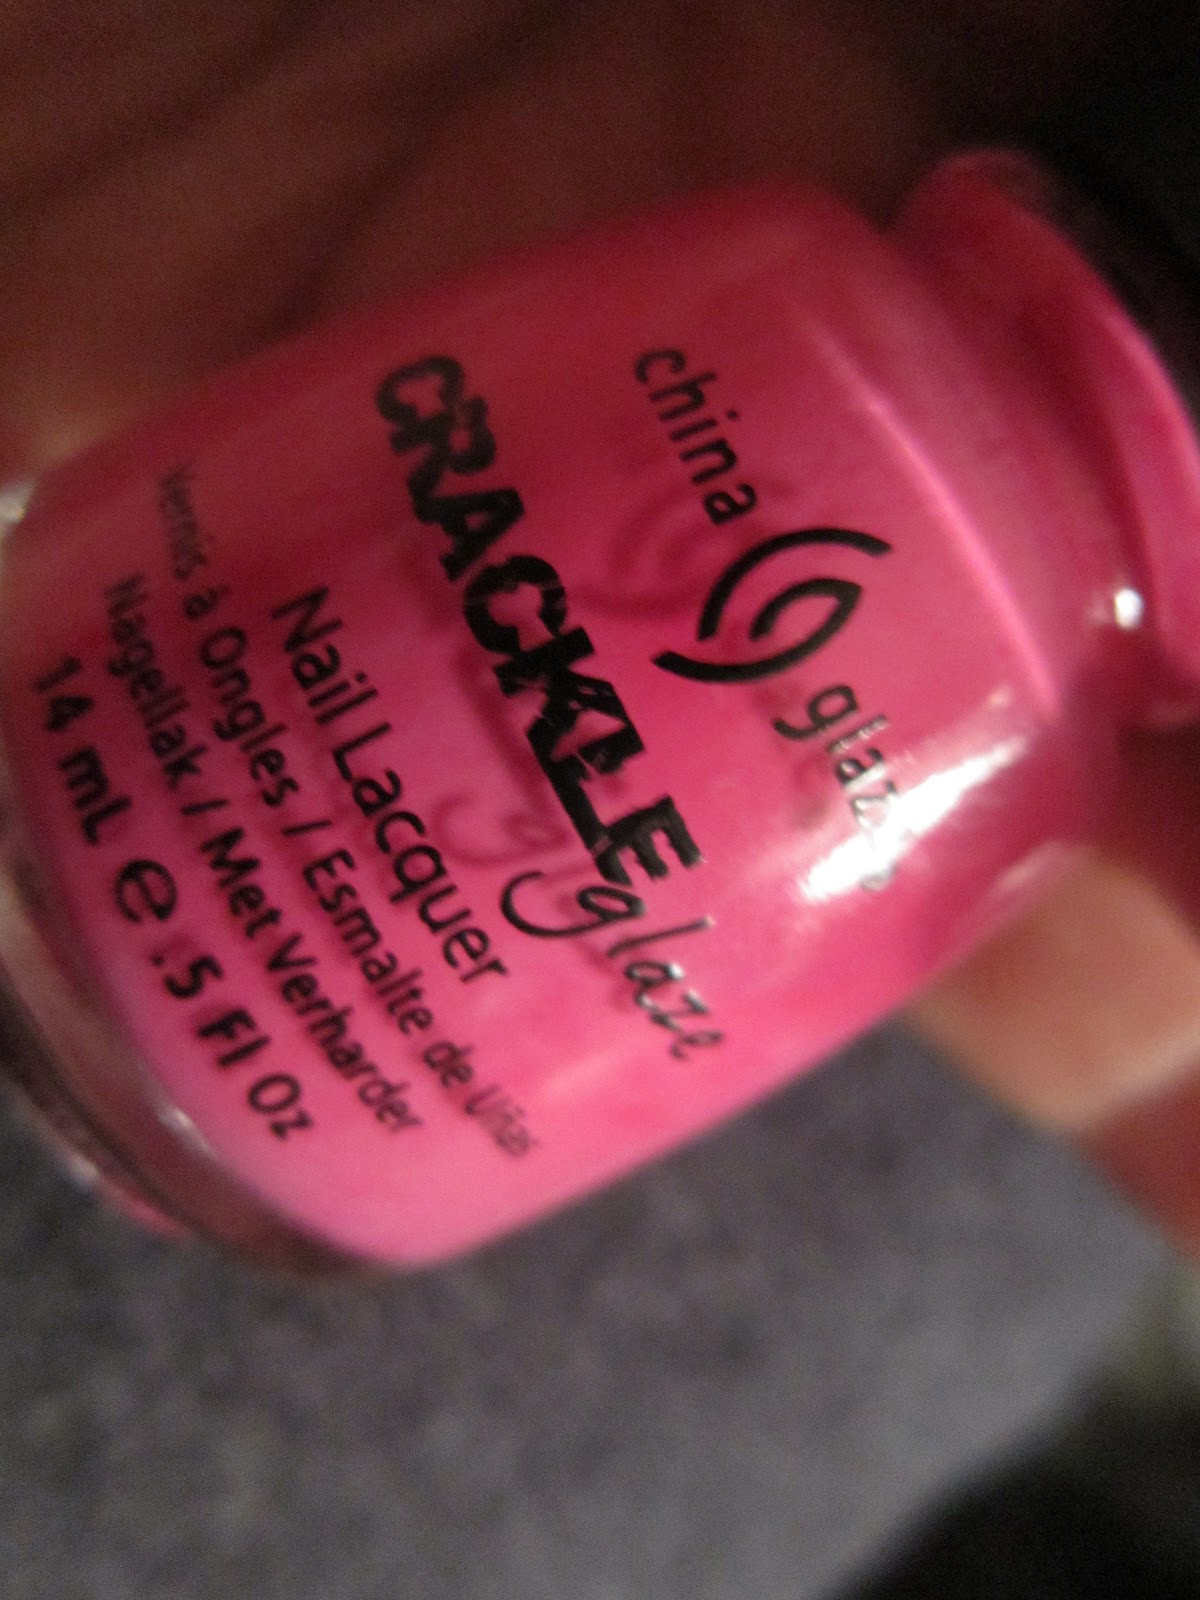 china glaze
CRACKLE
glaze
Nail Lacquer
Vernis à Ongles / Esmalte de Uñas
Nagellak / Met Verharder
14 mL e .5 Fl Oz